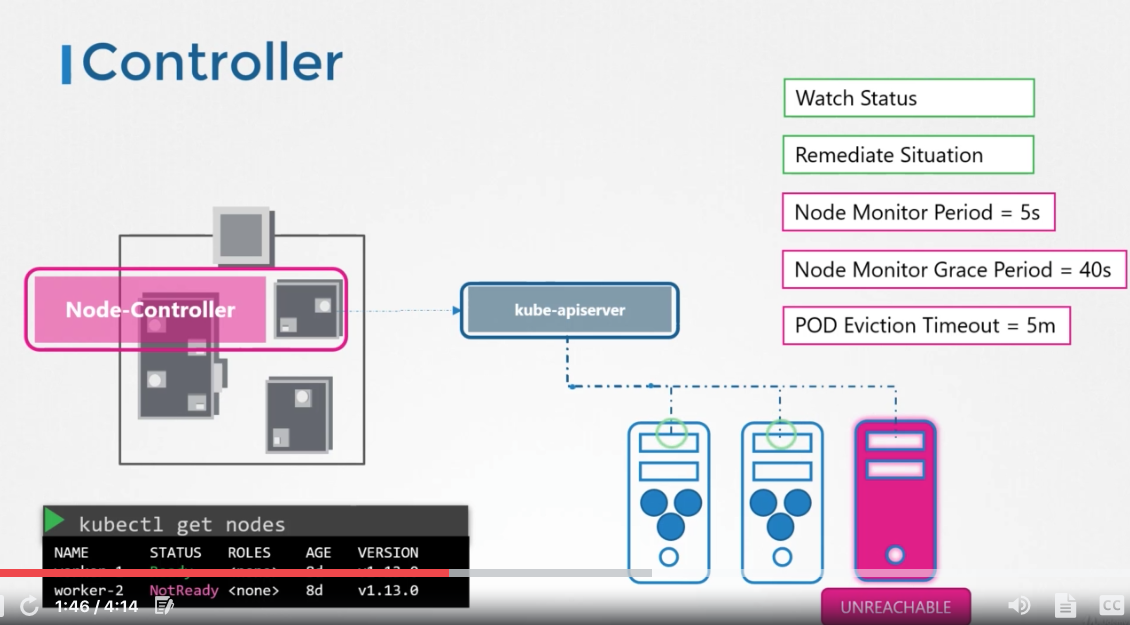 Controller
Watch Status
Remediate Situation
Node Monitor Period = 5s
Node Monitor Grace Period = 40s
POD Eviction Timeout = 5m
Node-Controller
kube-apiserver
kubectl get nodes
NAME STATUS ROLES AGE VERSION
worker-1 Ready <none> 8d v1.13.0
worker-2 NotReady <none> 8d v1.13.0
UNREACHABLE
1:46 / 4:14
CC